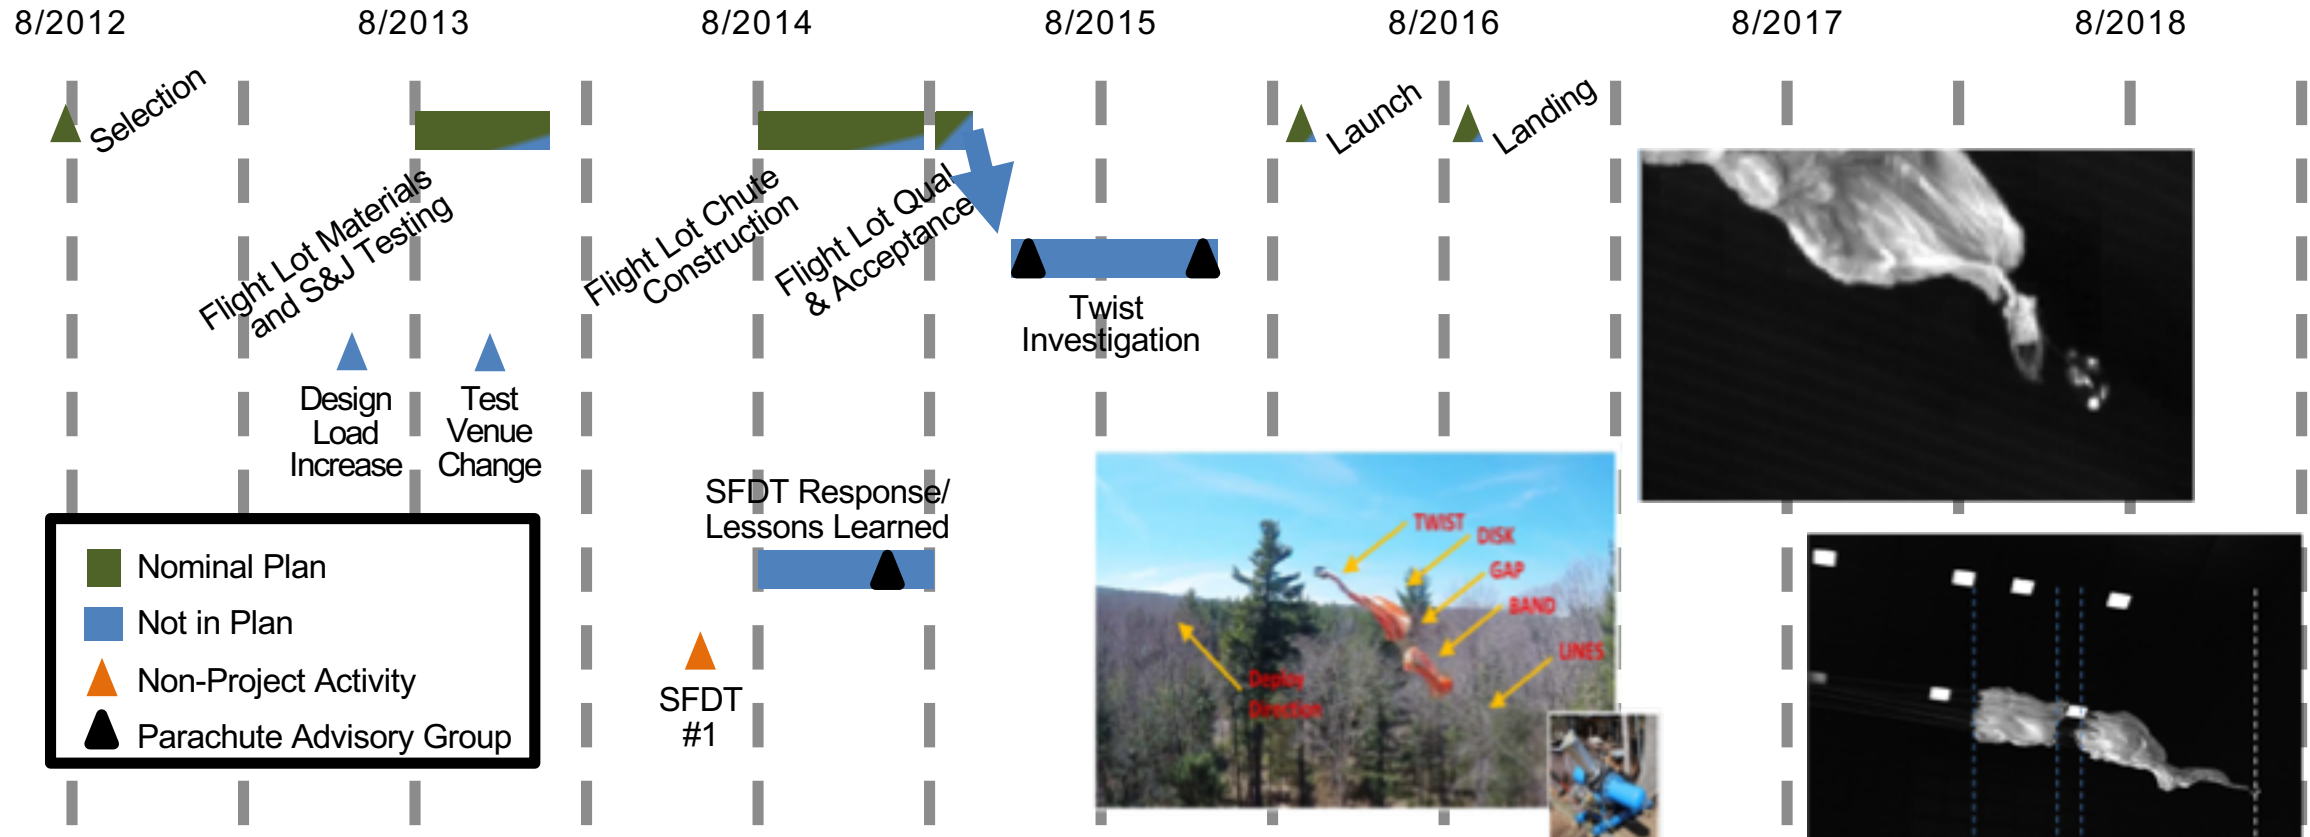 8/2012
8/2013
8/2014
8/2015
8/2016
8/2017
8/2018
Selection
Launch
Landing
Flight Lot Materials
and S&J Testing
Flight Lot Chute
Construction
Flight Lot Qual
& Acceptance
Twist
Investigation
Design
Load
Increase
Test
Venue
Change
SFDT Response/
Lessons Learned
SFDT
#1
Nominal Plan
Not in Plan
Non-Project Activity
Parachute Advisory Group
TWIST
DISK
GAP
BAND
LINES
Deploy
Direction